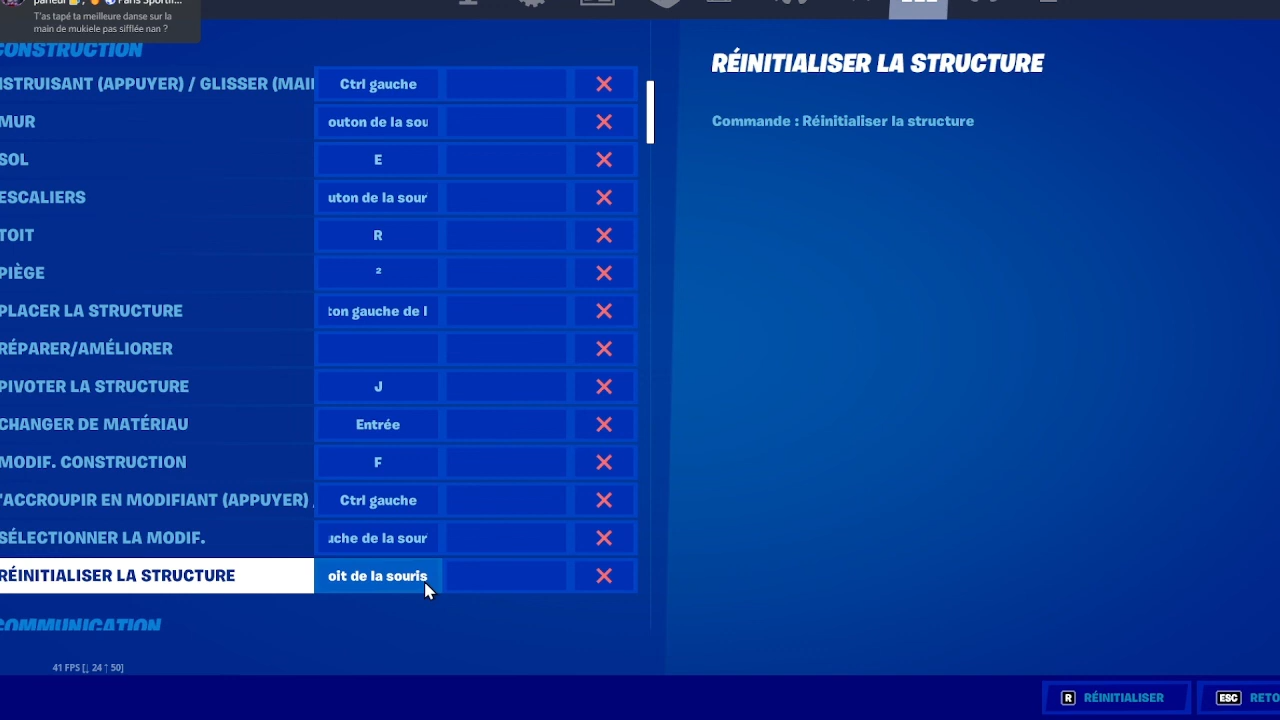 T'as tapé ta meilleure danse sur la
main de mukiele pas sifflée nan ?
CONSTRUCTION
NSTRUISANT (APPUYER) / GLISSER (MAI
Ctrl gauche
MUR
outon de la sou
SOL
E
ESCALIERS
uton de la sour
TOIT
R
PIÈGE
²
PLACER LA STRUCTURE
ton gauche de l
RÉPARER/AMÉLIORER
PIVOTER LA STRUCTURE
J
CHANGER DE MATÉRIAU
Entrée
MODIF. CONSTRUCTION
F
'ACCROUPIR EN MODIFIANT (APPUYER)
Ctrl gauche
SÉLECTIONNER LA MODIF.
uche de la sour
RÉINITIALISER LA STRUCTURE
oit de la souris
COMMUNICATION
41 FPS [↓ 24 ↑ 50]
RÉINITIALISER LA STRUCTURE
Commande : Réinitialiser la structure
R RÉINITIALISER
ESC RETO